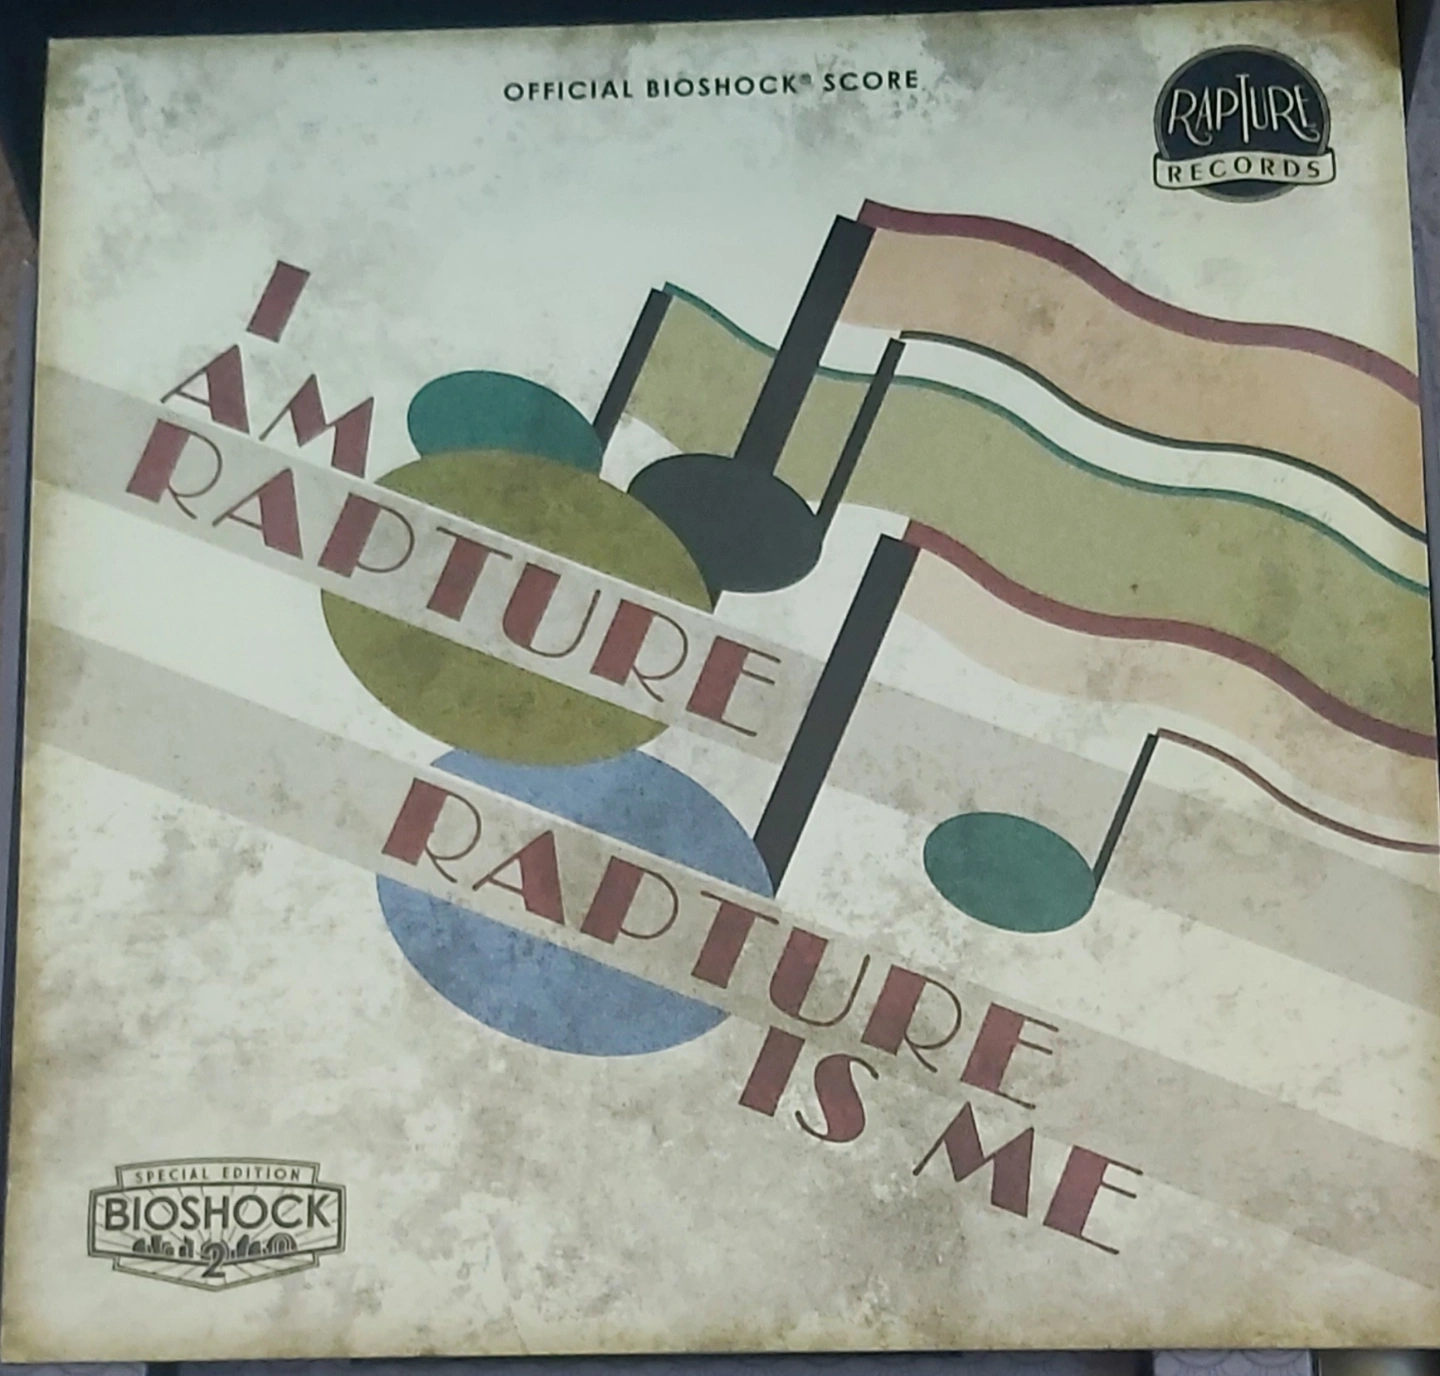 OFFICIAL BIOSHOCK® SCORE
RAPTURE
RECORDS
I
AM
RAPTURE
RAPTURE
IS ME
SPECIAL EDITION
BIOSHOCK
2